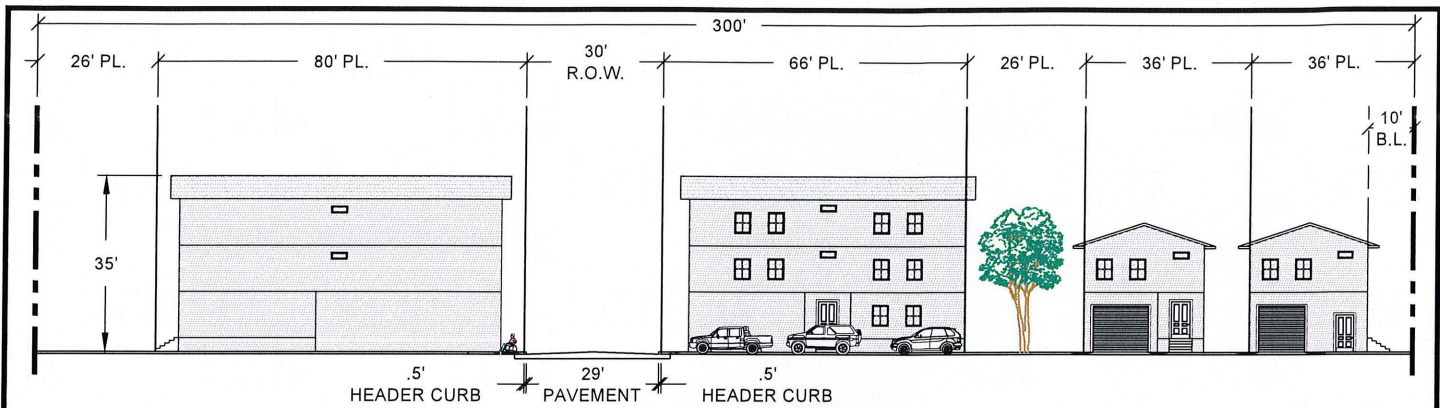 300'
26' PL.
80' PL.
30'
R.O.W.
66' PL.
26' PL.
36' PL.
36' PL.
10'
B.L.
35'
.5'
HEADER CURB
29'
PAVEMENT
.5'
HEADER CURB